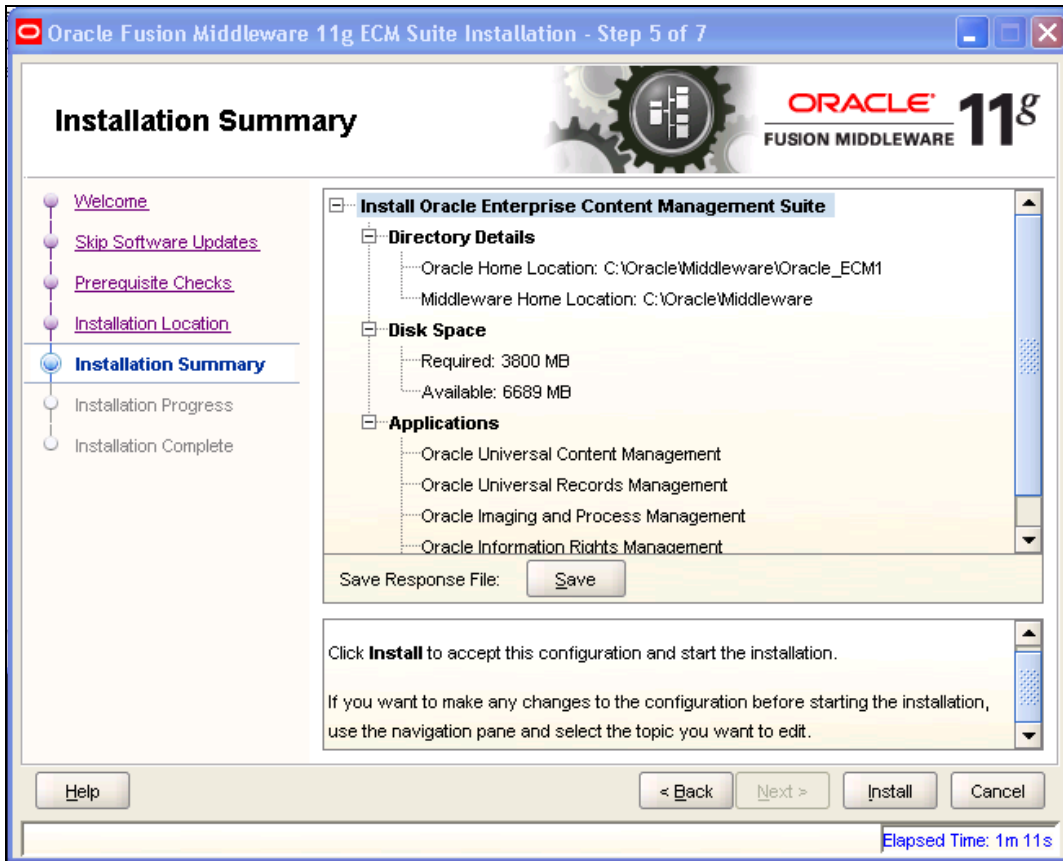 Oracle Fusion Middleware 11g ECM Suite Installation - Step 5 of 7
Installation Summary
ORACLE
FUSION MIDDLEWARE
11g
Welcome
Skip Software Updates
Prerequisite Checks
Installation Location
Installation Summary
Installation Progress
Installation Complete
Install Oracle Enterprise Content Management Suite
Directory Details
Oracle Home Location: C:\Oracle\Middleware\Oracle_ECM1
Middleware Home Location: C:\Oracle\Middleware
Disk Space
Required: 3800 MB
Available: 6689 MB
Applications
Oracle Universal Content Management
Oracle Universal Records Management
Oracle Imaging and Process Management
Oracle Information Rights Management
Save Response File: Save
Click Install to accept this configuration and start the installation.
If you want to make any changes to the configuration before starting the installation,
use the navigation pane and select the topic you want to edit.
Help < Back Next > Install Cancel
Elapsed Time: 1m 11s